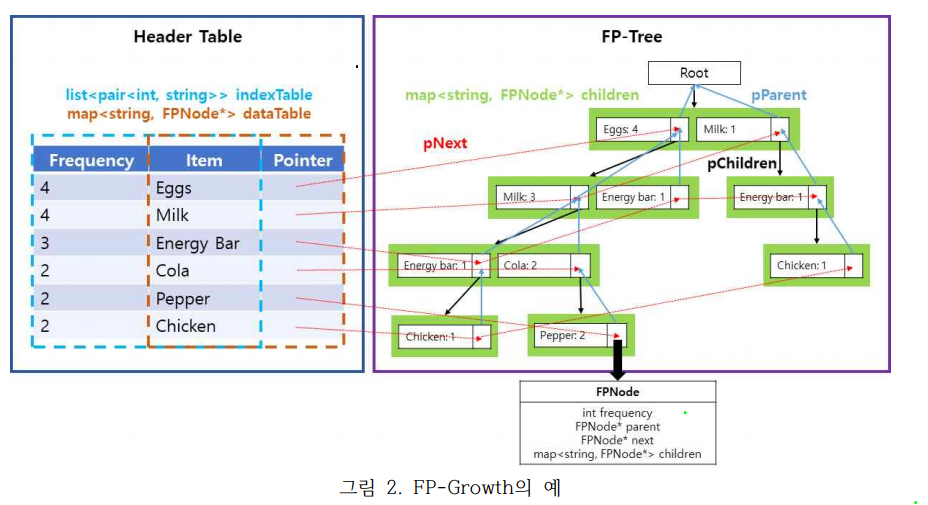 Header Table
list<pair<int, string>> indexTable
map<string, FPNode*> dataTable
Frequency Item Pointer
4 Eggs
4 Milk
3 Energy Bar
2 Cola
2 Pepper
2 Chicken
FP-Tree
Root
map<string, FPNode*> children
pParent
pNext
Eggs: 4
Milk: 1
pChildren
Milk: 3
Energy bar: 1
Energy bar: 1
Energy bar: 1
Cola: 2
Chicken: 1
Chicken: 1
Pepper: 2
FPNode
int frequency
FPNode* parent
FPNode* next
map<string, FPNode*> children
그림 2. FP-Growth의 예